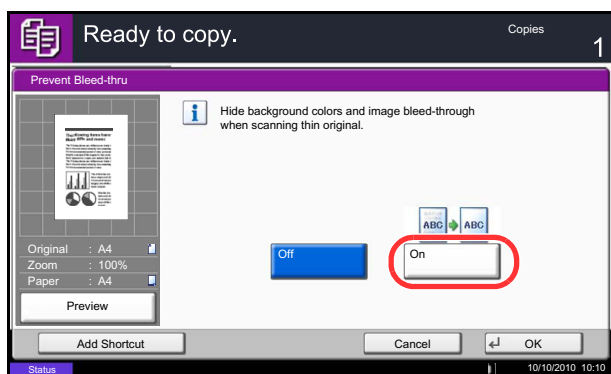 Ready to copy.
Copies
1
Prevent Bleed-thru
Hide background colors and image bleed-through
when scanning thin original.
ABC
ABC
Off
On
Original : A4
Zoom : 100%
Paper : A4
Preview
Add Shortcut
Cancel
OK
Status
10/10/2010 10:10